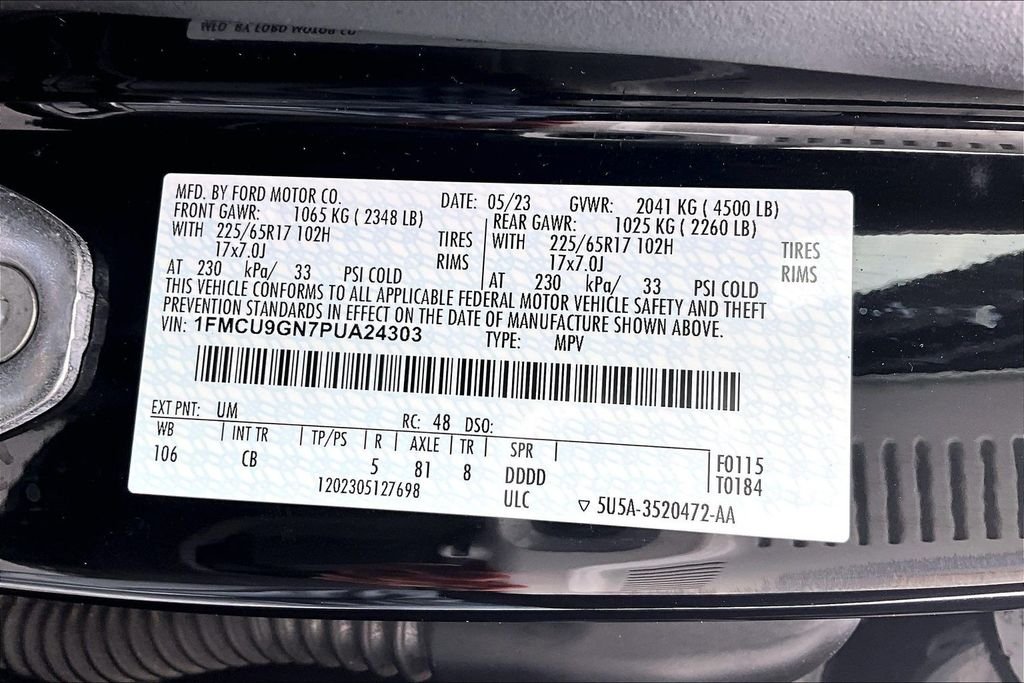 MFD. BY FORD MOTOR CO.
MFD. BY FORD MOTOR CO. DATE: 05/23 GVWR: 2041 KG ( 4500 LB)
FRONT GAWR: 1065 KG ( 2348 LB) REAR GAWR: 1025 KG ( 2260 LB)
WITH 225/65R17 102H TIRES WITH 225/65R17 102H TIRES
17x7.0J RIMS 17x7.0J RIMS
AT 230 kPa/ 33 PSI COLD AT 230 kPa/ 33 PSI COLD
THIS VEHICLE CONFORMS TO ALL APPLICABLE FEDERAL MOTOR VEHICLE SAFETY AND THEFT
PREVENTION STANDARDS IN EFFECT ON THE DATE OF MANUFACTURE SHOWN ABOVE.
VIN: 1FMCU9GN7PUA24303 TYPE: MPV
EXT PNT: UM RC: 48 DSO:
WB INT TR TP/PS R AXLE TR SPR
106 CB 5 81 8 DDDD F0115
1202305127698 ULC T0184
▽ 5U5A-3520472-AA